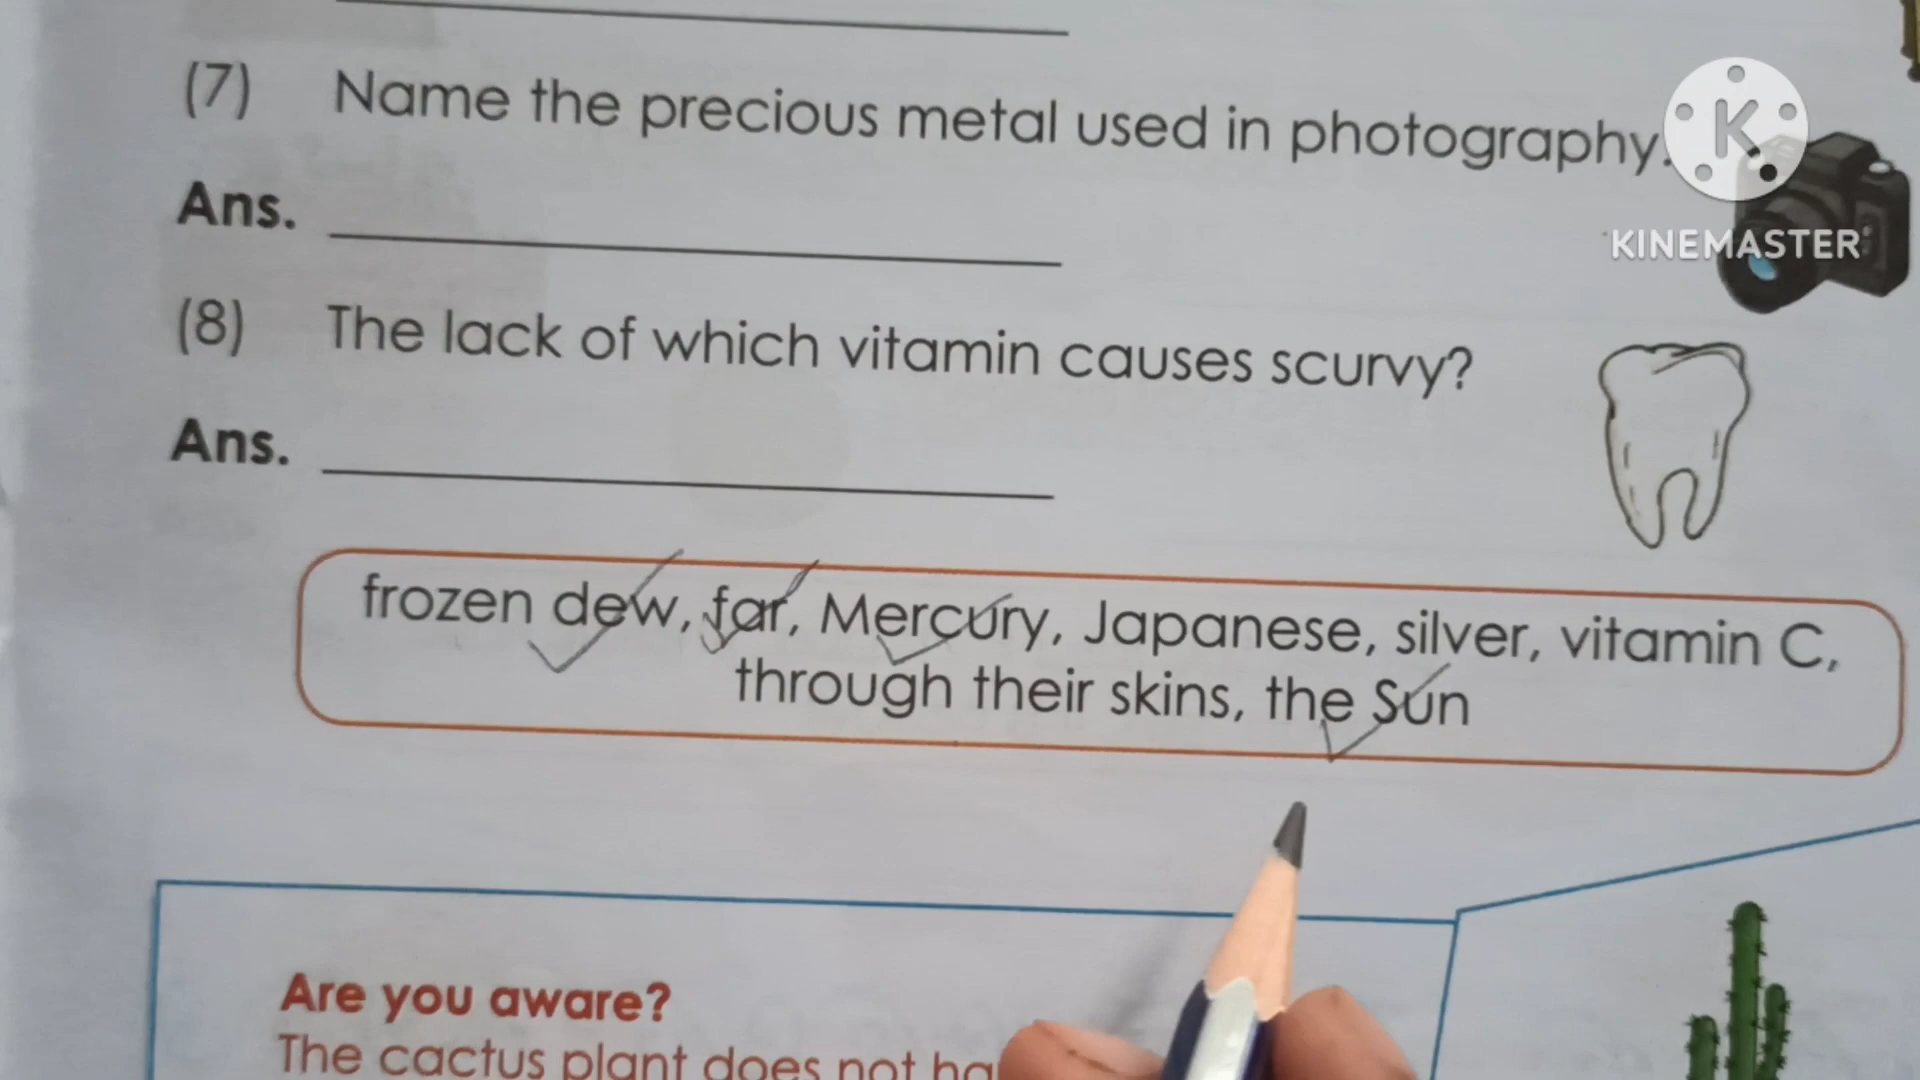 (7) Name the precious metal used in photography.
KINEMASTER
Ans.
(8) The lack of which vitamin causes scurvy?
Ans.
frozen dew, far, Mercury, Japanese, silver, vitamin C,
through their skins, the Sun
Are you aware?
The cactus plant does not